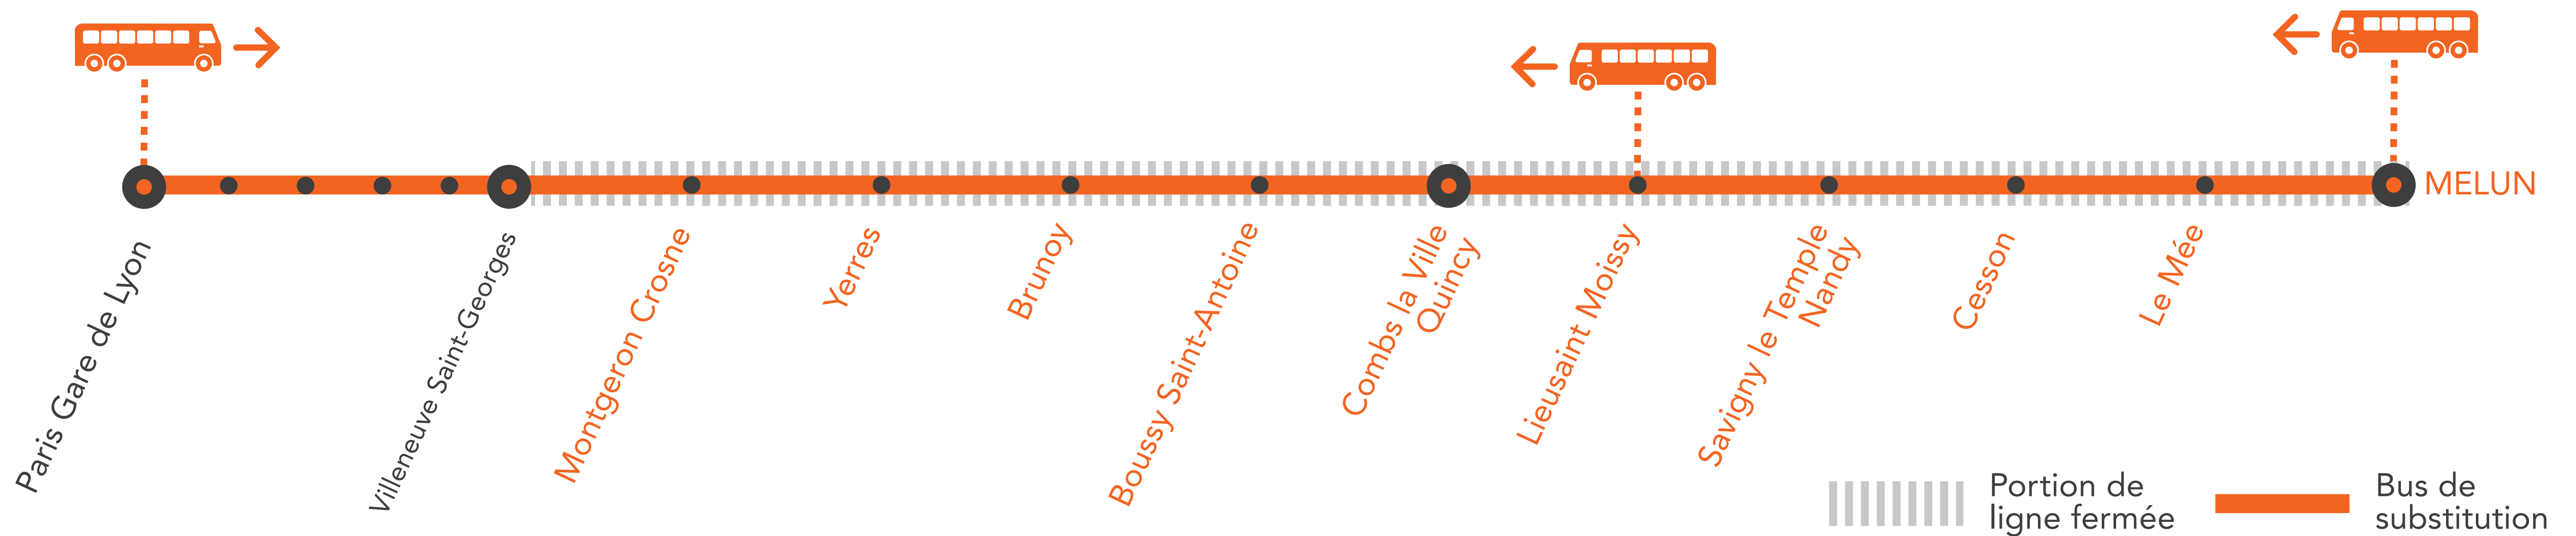 MELUN
Paris Gare de Lyon
Villeneuve Saint-Georges
Montgeron Crosne
Yerres
Brunoy
Boussy Saint-Antoine
Combs la Ville
Quincy
Lieusaint Moissy
Savigny le Temple
Nandy
Cesson
Le Mée
Portion de
ligne fermée
Bus de
substitution